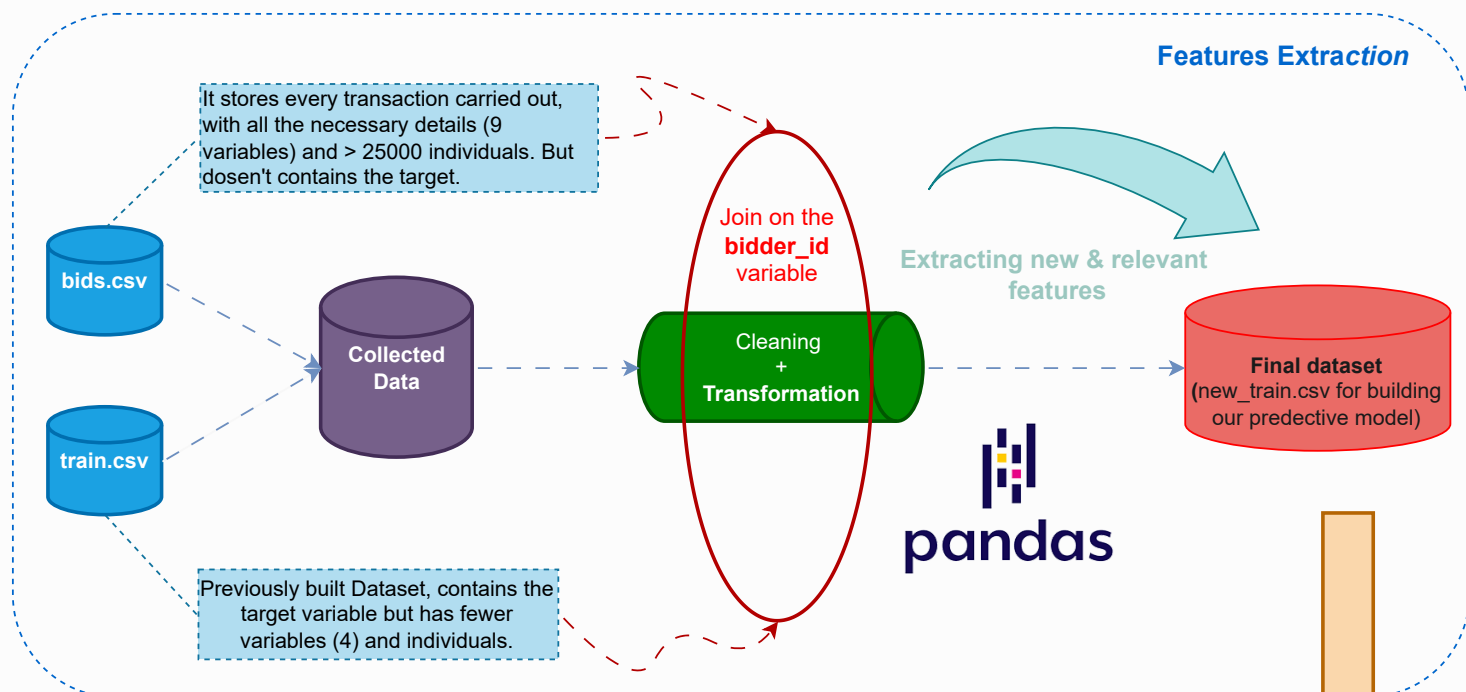 Features Extraction
It stores every transaction carried out,
with all the necessary details (9
variables) and > 25000 individuals. But
dosen't contains the target.
bids.csv
train.csv
Collected
Data
Join on the
bidder_id
variable
Cleaning
+
Transformation
Extracting new & relevant
features
Final dataset
(new_train.csv for building
our predective model)
pandas
Previously built Dataset, contains the
target variable but has fewer
variables (4) and individuals.